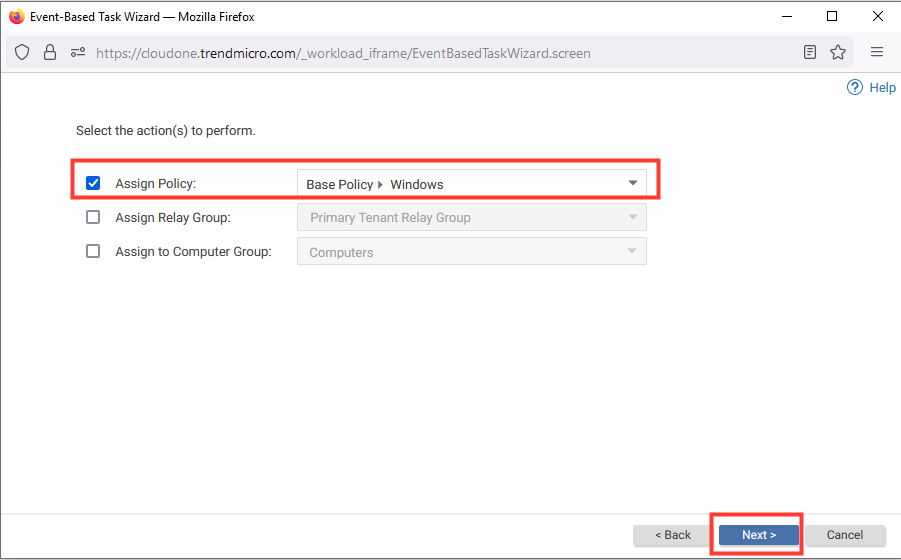 Event-Based Task Wizard — Mozilla Firefox
https://cloudone.trendmicro.com/_workload_iframe/EventBasedTaskWizard.screen
? Help
Select the action(s) to perform.
Assign Policy: Base Policy ▸ Windows
Assign Relay Group: Primary Tenant Relay Group
Assign to Computer Group: Computers
< Back Next > Cancel